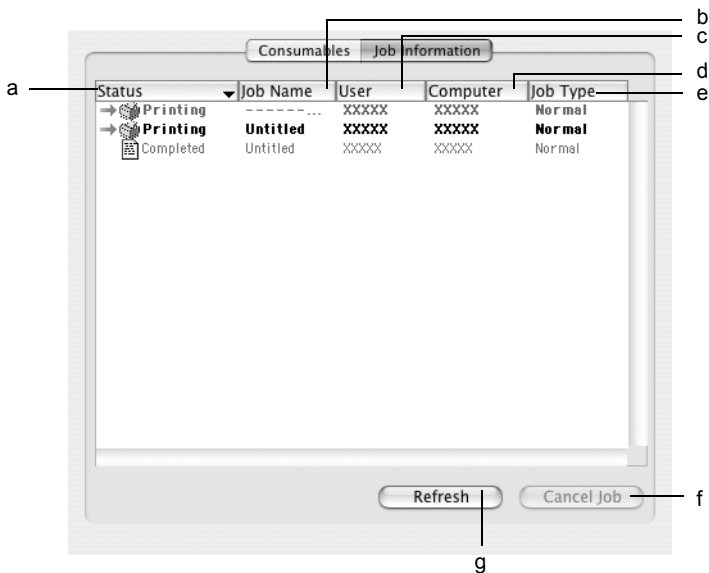 b
c
Consumables Job Information
d
a
Status Job Name User Computer Job Type
e
Printing ------... XXXXX XXXXX Normal
Printing Untitled XXXXX XXXXX Normal
Completed Untitled XXXXX XXXXX Normal
Refresh Cancel Job
f
g